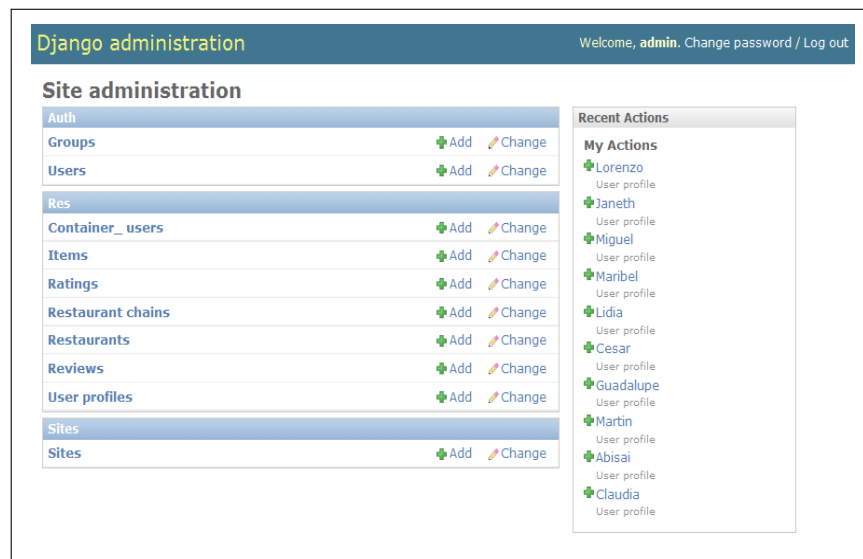 Django administration
Welcome, admin. Change password / Log out
Site administration
Auth
Groups Add Change
Users Add Change
Res
Container_ users Add Change
Items Add Change
Ratings Add Change
Restaurant chains Add Change
Restaurants Add Change
Reviews Add Change
User profiles Add Change
Sites
Sites Add Change
Recent Actions
My Actions
Lorenzo
User profile
Janeth
User profile
Miguel
User profile
Maribel
User profile
Lidia
User profile
Cesar
User profile
Guadalupe
User profile
Martin
User profile
Abisai
User profile
Claudia
User profile